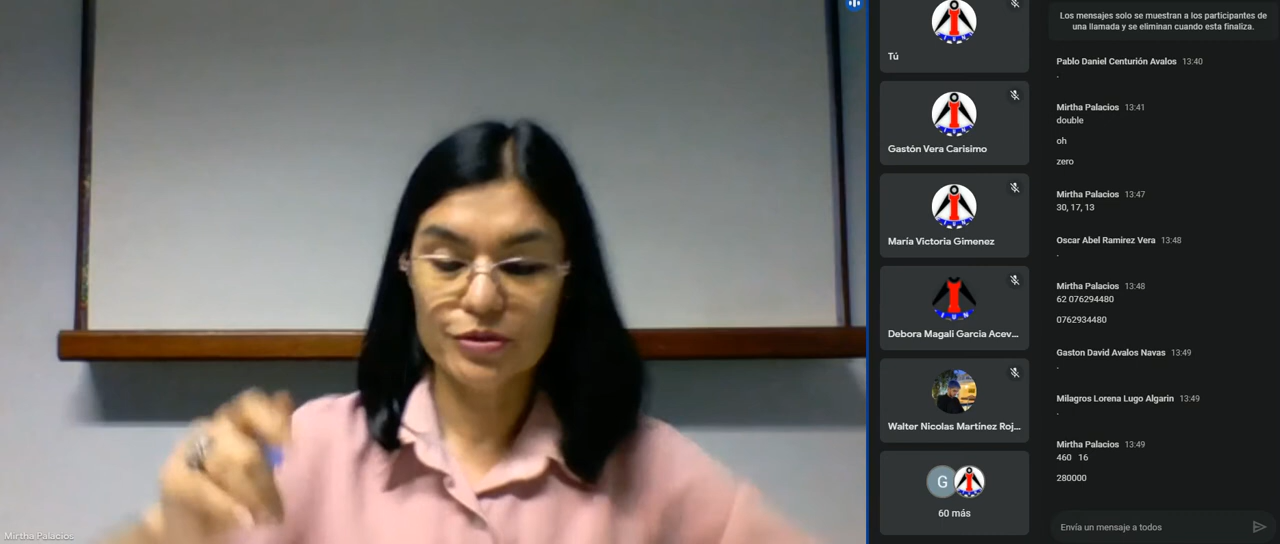 Mirtha Palacios
Tú
Gastón Vera Carisimo
María Victoria Gimenez
Debora Magali Garcia Acev...
Walter Nicolas Martínez Roj...
G
60 más
Los mensajes solo se muestran a los participantes de
una llamada y se eliminan cuando esta finaliza.
Pablo Daniel Centurión Avalos 13:40
.
Mirtha Palacios 13:41
double
oh
zero
Mirtha Palacios 13:47
30, 17, 13
Oscar Abel Ramirez Vera 13:48
.
Mirtha Palacios 13:48
62 076294480
0762934480
Gaston David Avalos Navas 13:49
.
Milagros Lorena Lugo Algarin 13:49
.
Mirtha Palacios 13:49
460 16
280000
Envía un mensaje a todos